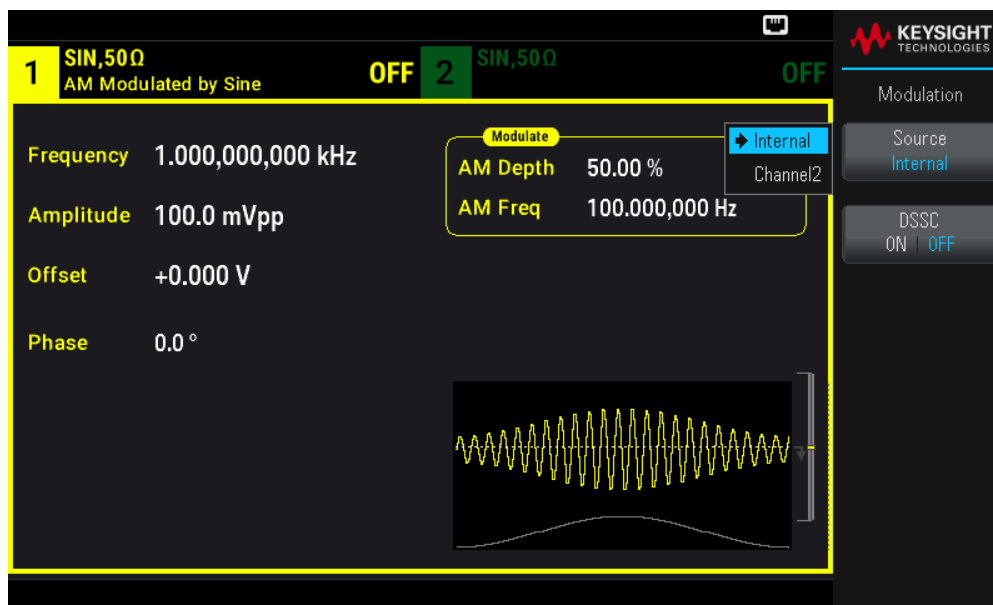 KEYSIGHT
TECHNOLOGIES
1
SIN,50Ω
AM Modulated by Sine
OFF
2
SIN,50Ω
OFF
Modulation
Frequency 1.000,000,000 kHz
Amplitude 100.0 mVpp
Offset +0.000 V
Phase 0.0 °
Modulate
AM Depth 50.00 %
AM Freq 100.000,000 Hz
Internal
Channel2
Source
Internal
DSSC
ON | OFF